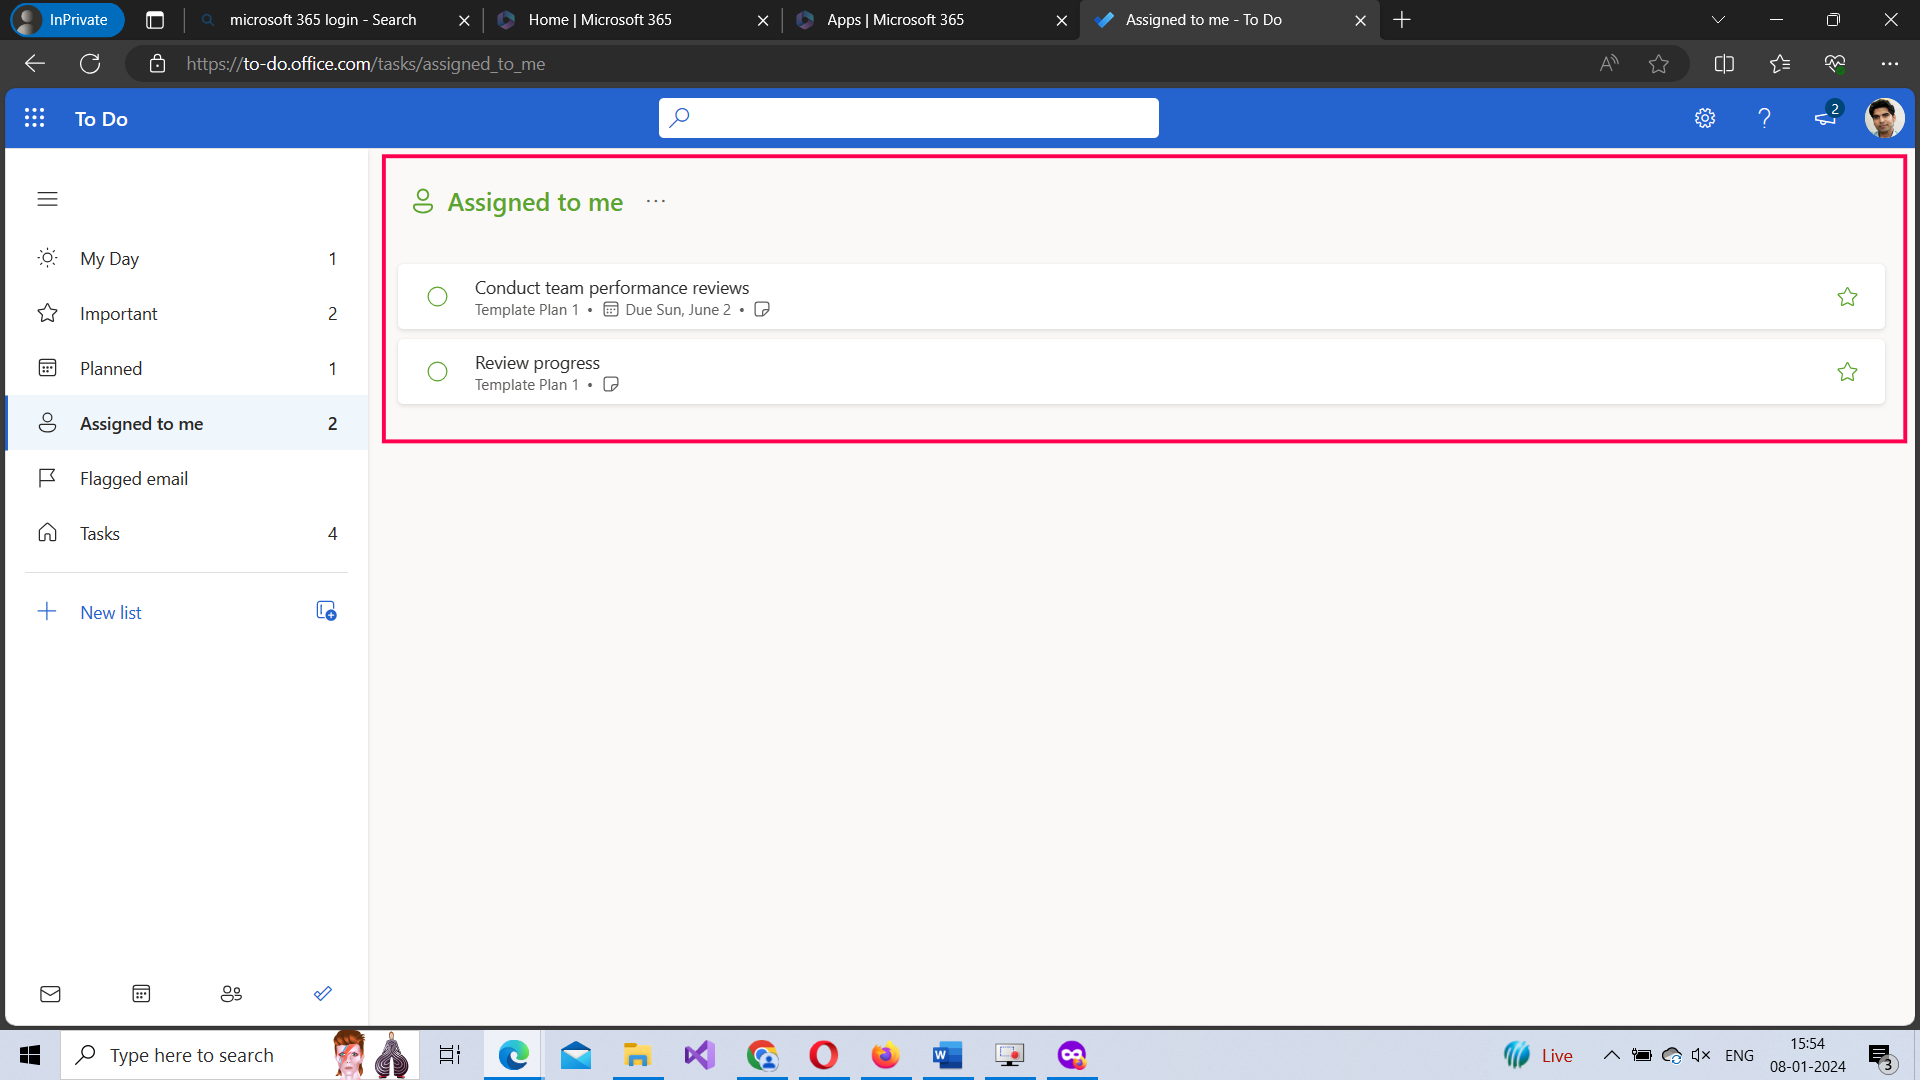 InPrivate
microsoft 365 login - Search
Home | Microsoft 365
Apps | Microsoft 365
Assigned to me - To Do
https://to-do.office.com/tasks/assigned_to_me
To Do
2
Assigned to me
My Day 1
Important 2
Planned 1
Assigned to me 2
Flagged email
Tasks 4
New list
Conduct team performance reviews
Template Plan 1 • Due Sun, June 2 •
Review progress
Template Plan 1 •
Type here to search
Live
ENG
15:54
08-01-2024
3